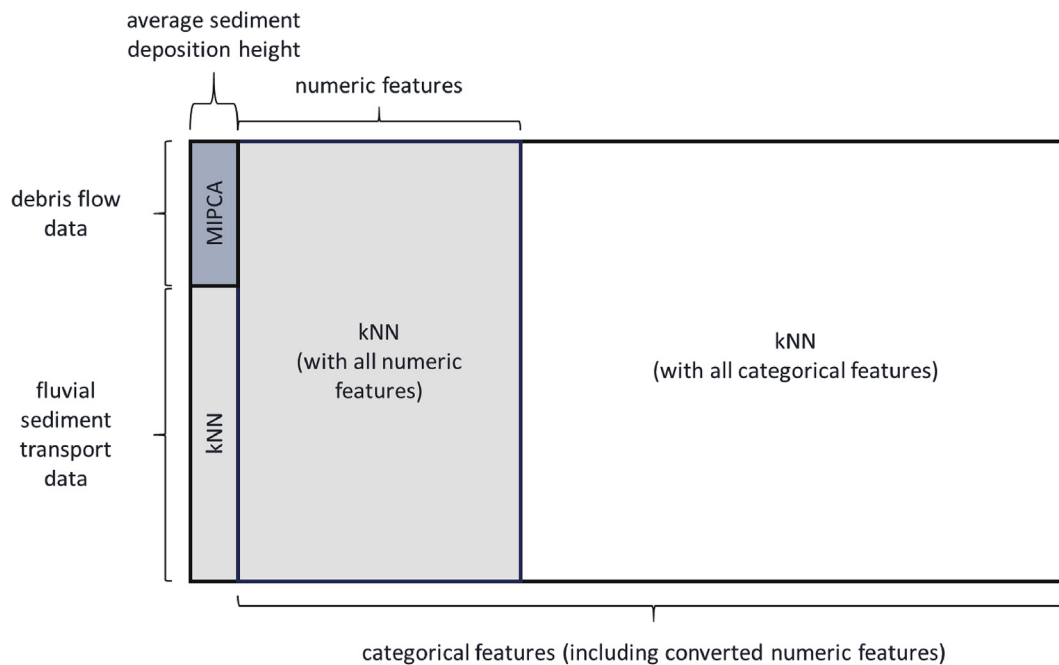 average sediment
deposition height
numeric features
debris flow
data
MIPCA
fluvial
sediment
transport
data
kNN
kNN
(with all numeric
features)
kNN
(with all categorical features)
categorical features (including converted numeric features)